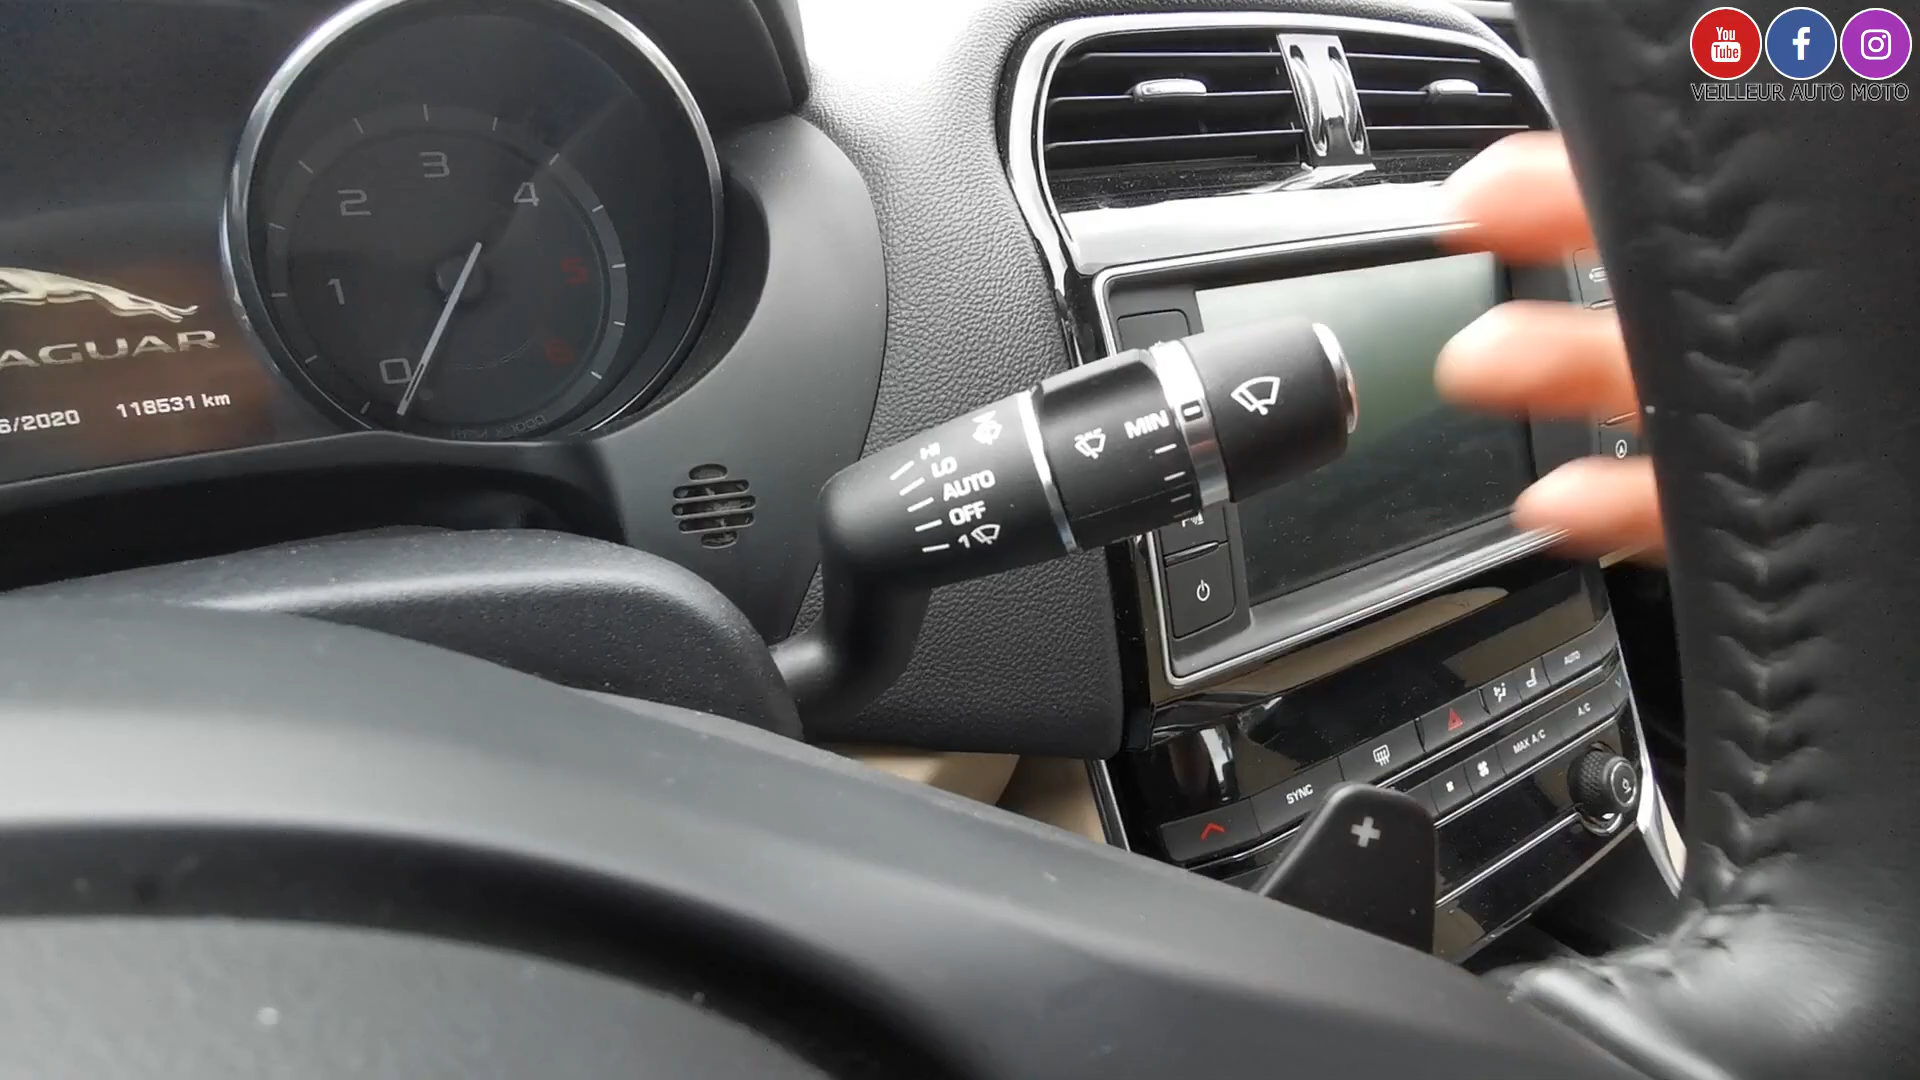 You
Tube
f
VEILLEUR AUTO MOTO
0
1
2
3
4
5
6
AGUAR
6/2020 118531 km
HI
LO
AUTO
OFF
1
MIN
AUTO
A/C
MAX A/C
SYNC
+